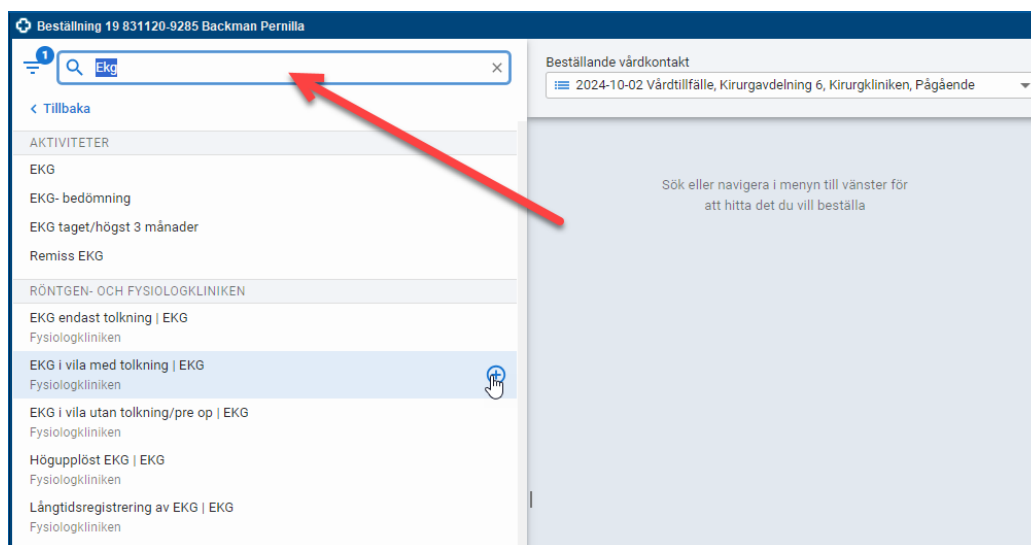 Beställning 19 831120-9285 Backman Pernilla
1
Ekg
Tillbaka
AKTIVITETER
EKG
EKG- bedömning
EKG taget/högst 3 månader
Remiss EKG
RÖNTGEN- OCH FYSIOLOGKLINIKEN
EKG endast tolkning | EKG
Fysiologkliniken
EKG i vila med tolkning | EKG
Fysiologkliniken
EKG i vila utan tolkning/pre op | EKG
Fysiologkliniken
Högupplöst EKG | EKG
Fysiologkliniken
Långtidsregistrering av EKG | EKG
Fysiologkliniken
Beställande vårdkontakt
2024-10-02 Vårdtillfälle, Kirurgavdelning 6, Kirurgkliniken, Pågående
Sök eller navigera i menyn till vänster för
att hitta det du vill beställa